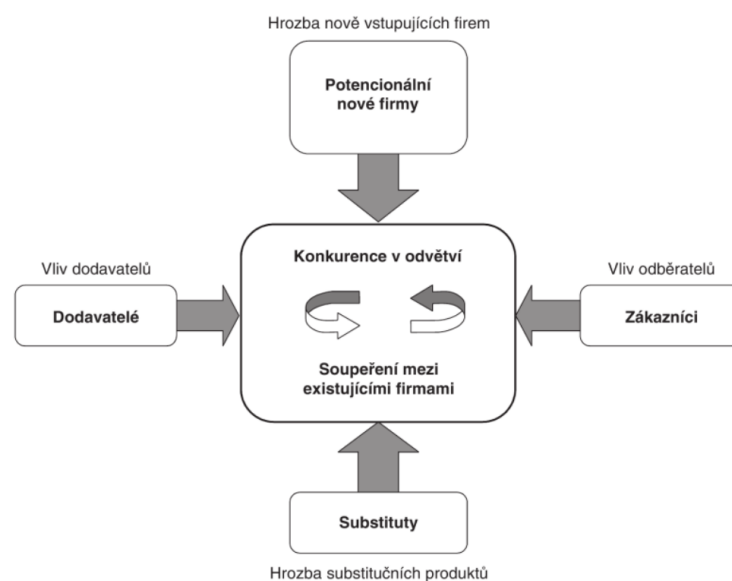 Hrozba nově vstupujících firem
Potencionální
nové firmy
Konkurence v odvětví
Vliv dodavatelů
Dodavatelé
Vliv odběratelů
Zákazníci
Soupeření mezi
existujícími firmami
Substituty
Hrozba substitučních produktů